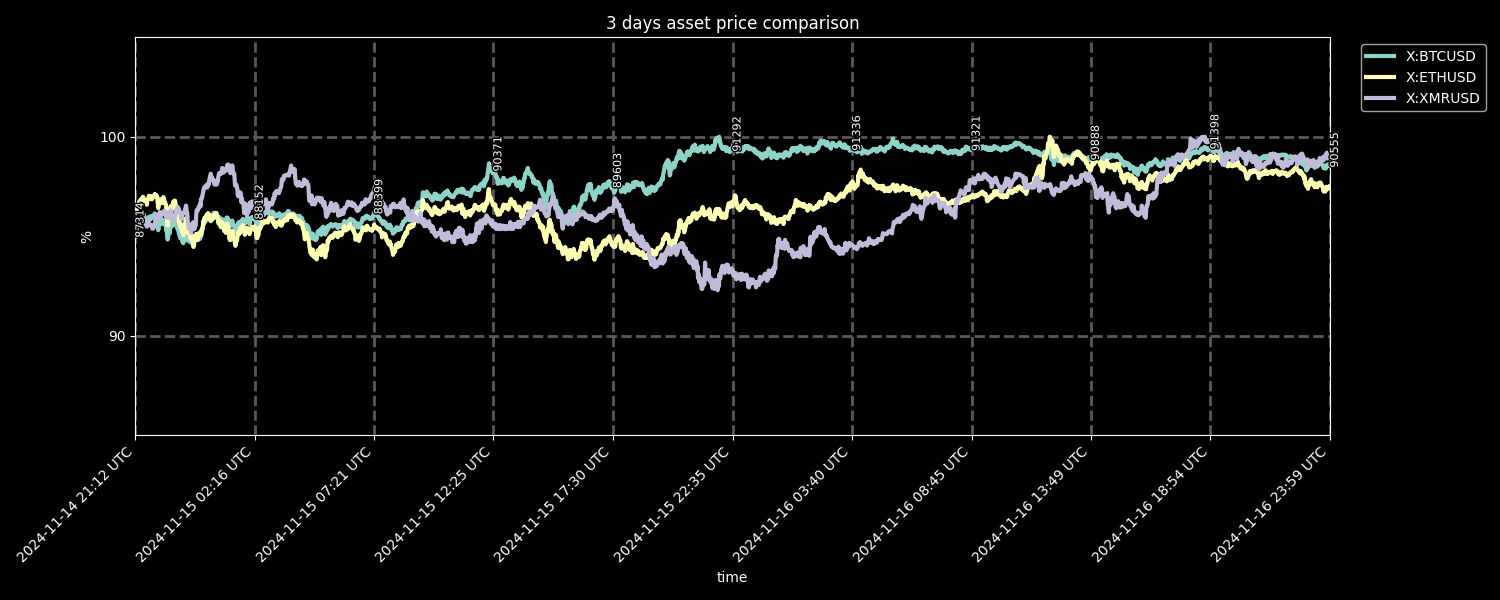 3 days asset price comparison
X:BTCUSD
X:ETHUSD
X:XMRUSD
100
90
%
88152
88399
90371
89603
91292
91336
91321
90888
91398
90555
2024-11-14 21:12 UTC
2024-11-15 02:16 UTC
2024-11-15 07:21 UTC
2024-11-15 12:25 UTC
2024-11-15 17:30 UTC
2024-11-15 22:35 UTC
2024-11-16 03:40 UTC
2024-11-16 08:45 UTC
2024-11-16 13:49 UTC
2024-11-16 18:54 UTC
2024-11-16 23:59 UTC
time